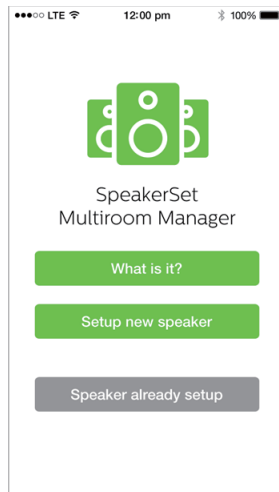 LTE 12:00 pm 100%
SpeakerSet
Multiroom Manager
What is it?
Setup new speaker
Speaker already setup